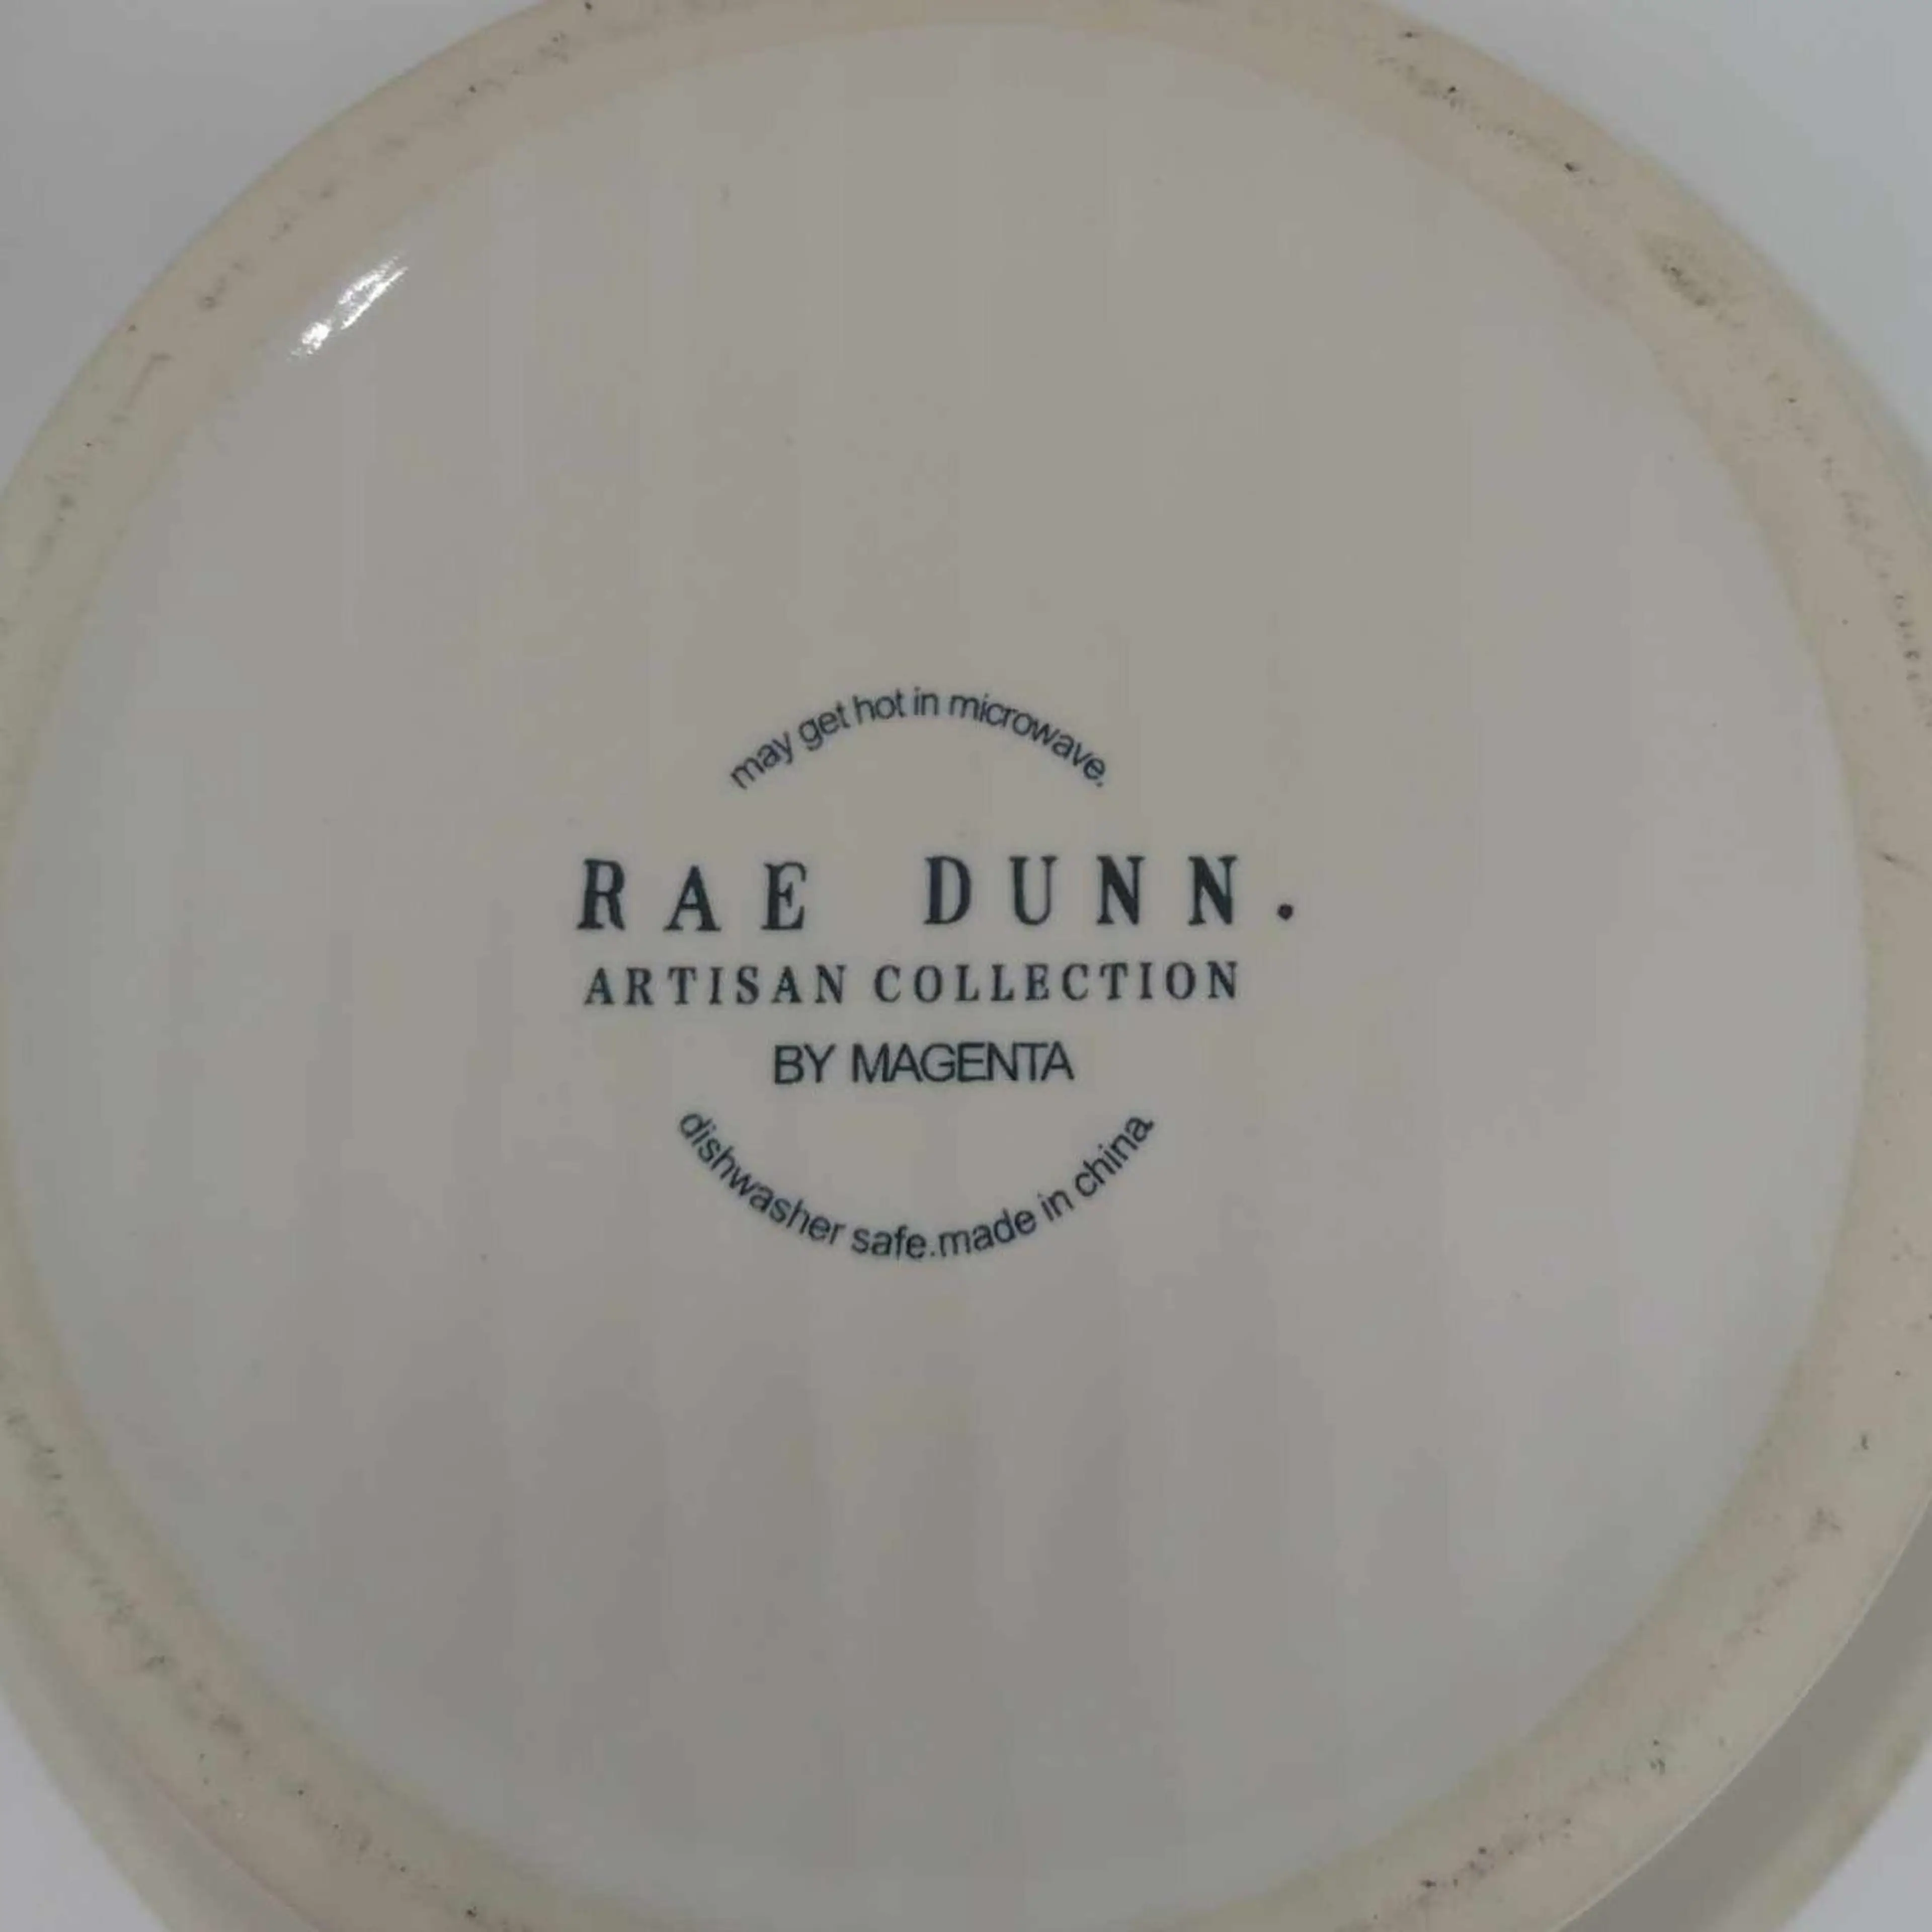 may get hot in microwave.
RAE DUNN.
ARTISAN COLLECTION
BY MAGENTA
dishwasher safe.made in china